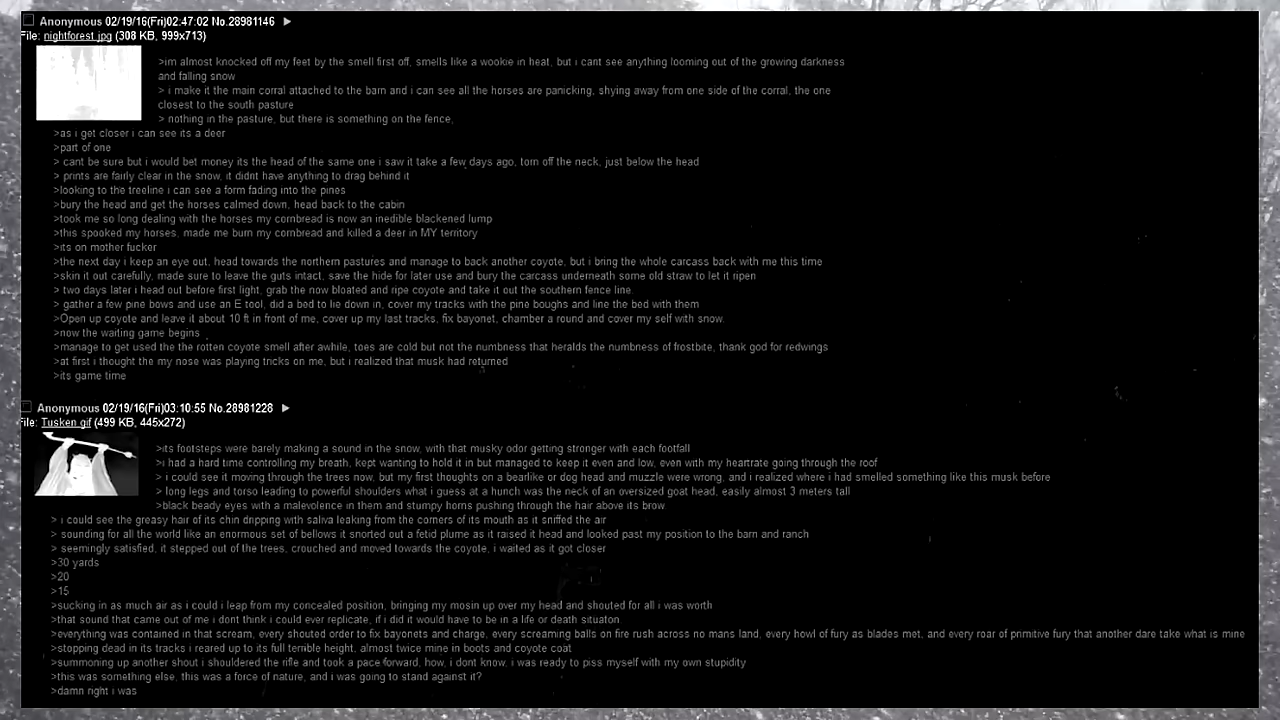 Anonymous 02/19/16(Fri)02:47:02 No.28981146 ▶
File: nightforest.jpg (308 KB, 999x713)
>im almost knocked off my feet by the smell first off, smells like a wookie in heat, but i cant see anything looming out of the growing darkness
and falling snow
> i make it the main corral attached to the barn and i can see all the horses are panicking, shying away from one side of the corral, the one
closest to the south pasture
> nothing in the pasture, but there is something on the fence,
>as i get closer i can see its a deer
>part of one
> cant be sure but i would bet money its the head of the same one i saw it take a few days ago, torn off the neck, just below the head
> prints are fairly clear in the snow, it didnt have anything to drag behind it
>looking to the treeline i can see a form fading into the pines
>bury the head and get the horses calmed down, head back to the cabin
>took me so long dealing with the horses my cornbread is now an inedible blackened lump
>this spooked my horses, made me burn my cornbread and killed a deer in MY territory
>its on mother fucker
>the next day i keep an eye out, head towards the northern pastures and manage to back another coyote, but i bring the whole carcass back with me this time
>skin it out carefully, made sure to leave the guts intact, save the hide for later use and bury the carcass underneath some old straw to let it ripen
> two days later i head out before first light, grab the now bloated and ripe coyote and take it out the southern fence line.
> gather a few pine bows and use an E tool, did a bed to lie down in, cover my tracks with the pine boughs and line the bed with them
>Open up coyote and leave it about 10 ft in front of me, cover up my last tracks, fix bayonet, chamber a round and cover my self with snow.
>now the waiting game begins
>manage to get used the the rotten coyote smell after awhile, toes are cold but not the numbness that heralds the numbness of frostbite, thank god for redwings
>at first i thought the my nose was playing tricks on me, but i realized that musk had returned
>its game time
Anonymous 02/19/16(Fri)03:10:55 No.28981228 ▶
File: Tusken.gif (499 KB, 445x272)
>its footsteps were barely making a sound in the snow, with that musky odor getting stronger with each footfall
>i had a hard time controlling my breath, kept wanting to hold it in but managed to keep it even and low, even with my heartrate going through the roof
> i could see it moving through the trees now, but my first thoughts on a bearlike or dog head and muzzle were wrong, and i realized where i had smelled something like this musk before
> long legs and torso leading to powerful shoulders what i guess at a hunch was the neck of an oversized goat head, easily almost 3 meters tall
>black beady eyes with a malevolence in them and stumpy horns pushing through the hair above its brow
> i could see the greasy hair of its chin dripping with saliva leaking from the corners of its mouth as it sniffed the air
> sounding for all the world like an enormous set of bellows it snorted out a fetid plume as it raised it head and looked past my position to the barn and ranch
> seemingly satisfied, it stepped out of the trees, crouched and moved towards the coyote, i waited as it got closer
>30 yards
>20
>15
>sucking in as much air as i could i leap from my concealed position, bringing my mosin up over my head and shouted for all i was worth
>that sound that came out of me i dont think i could ever replicate, if i did it would have to be in a life or death situaton
>everything was contained in that scream, every shouted order to fix bayonets and charge, every screaming balls on fire rush across no mans land, every howl of fury as blades met, and every roar of primitive fury that another dare take what is mine
>stopping dead in its tracks i reared up to its full terrible height, almost twice mine in boots and coyote coat
>summoning up another shout i shouldered the rifle and took a pace forward, how, i dont know, i was ready to piss myself with my own stupidity
>this was something else, this was a force of nature, and i was going to stand against it?
>damn right i was